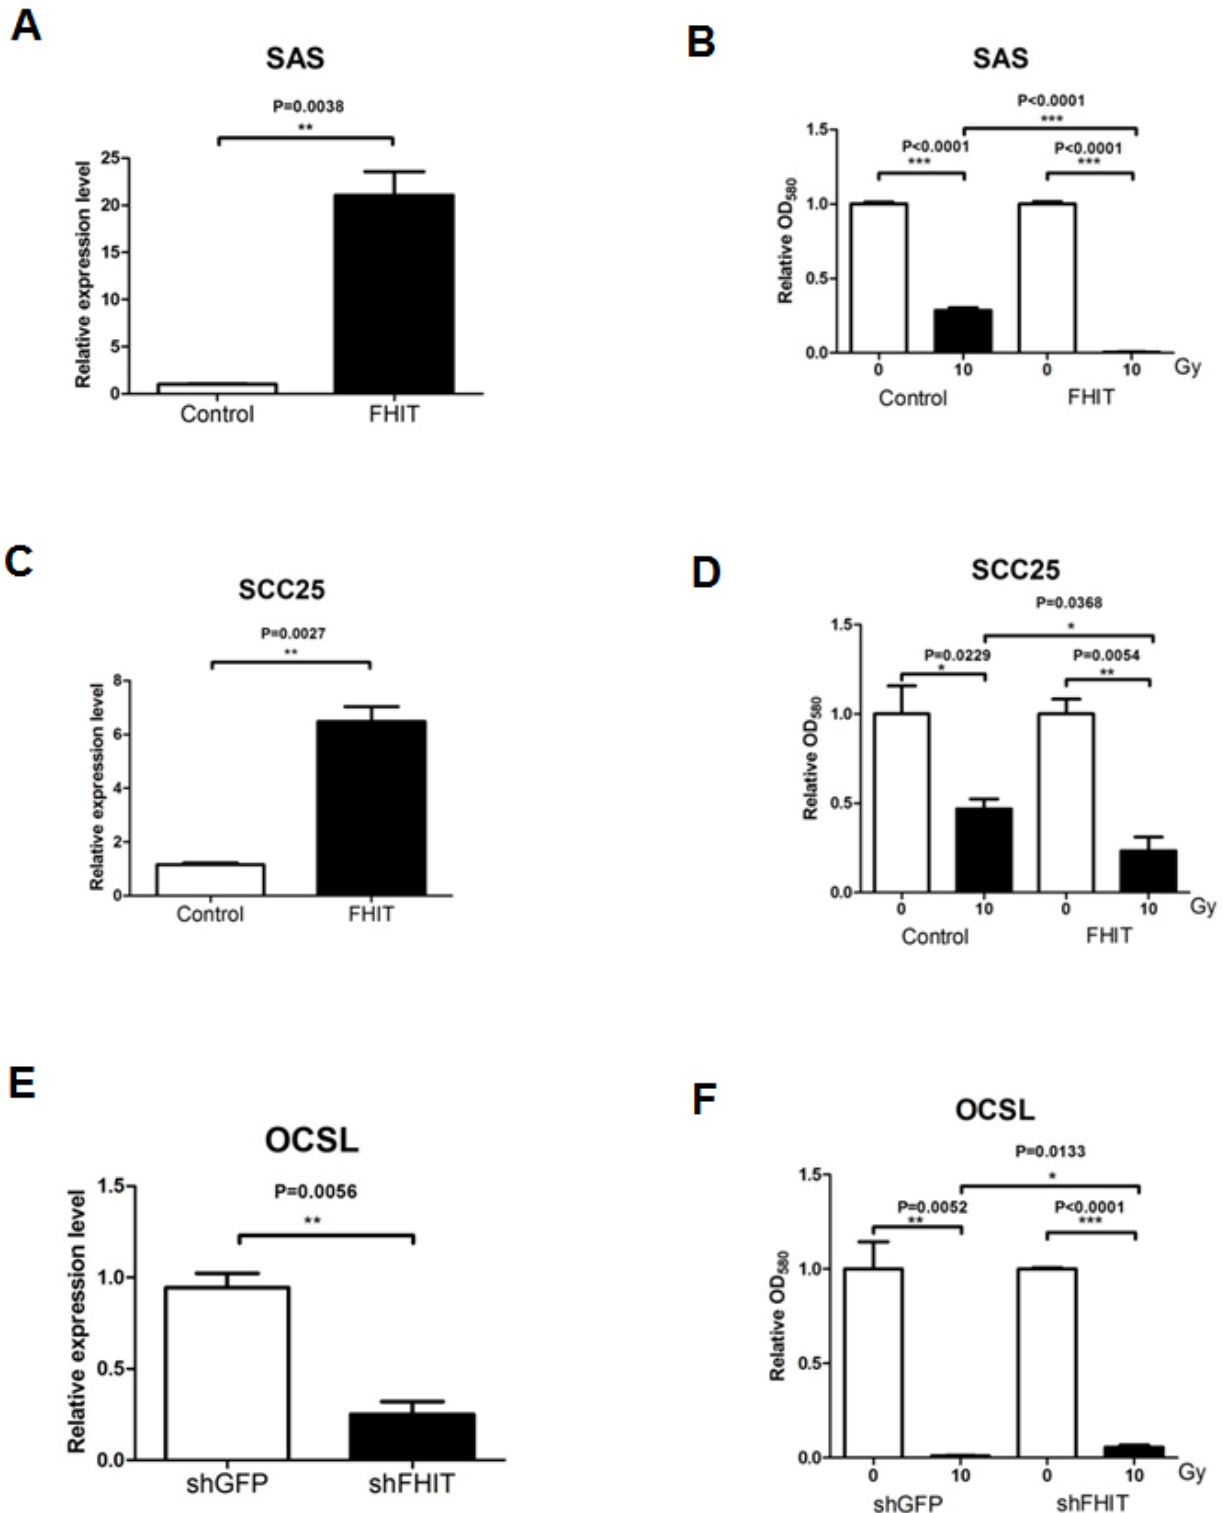 A
SAS
P=0.0038
**
Relative expression level
25
20
15
10
5
0
Control
FHIT
B
SAS
P<0.0001
***
P<0.0001
***
P<0.0001
***
Relative OD580
1.5
1.0
0.5
0.0
0
10
0
10
Gy
Control
FHIT
C
SCC25
P=0.0027
**
Relative expression level
8
6
4
2
0
Control
FHIT
D
SCC25
P=0.0368
*
P=0.0229
*
P=0.0054
**
Relative OD580
1.5
1.0
0.5
0.0
0
10
0
10
Gy
Control
FHIT
E
OCSL
P=0.0056
**
Relative expression level
1.5
1.0
0.5
0.0
shGFP
shFHIT
F
OCSL
P=0.0133
*
P=0.0052
**
P<0.0001
***
Relative OD580
1.5
1.0
0.5
0.0
0
10
0
10
Gy
shGFP
shFHIT